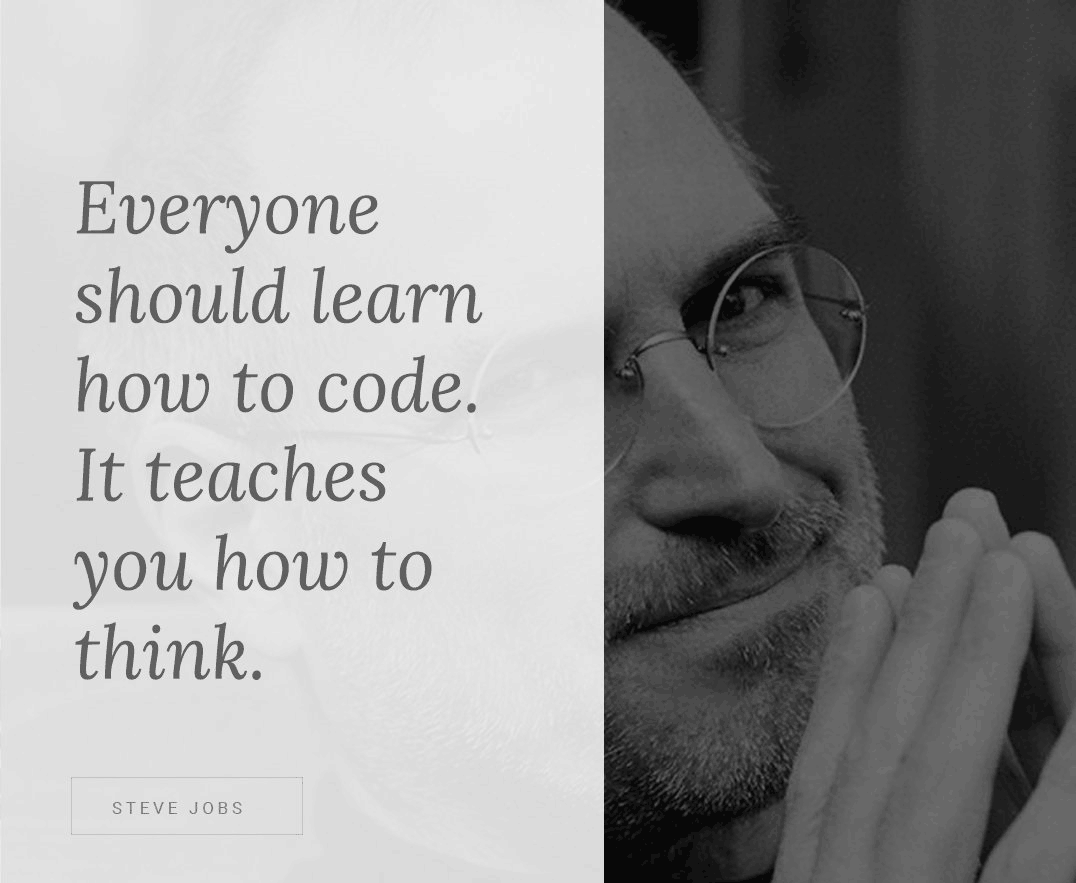 Everyone
should learn
how to code.
It teaches
you how to
think.
STEVE JOBS